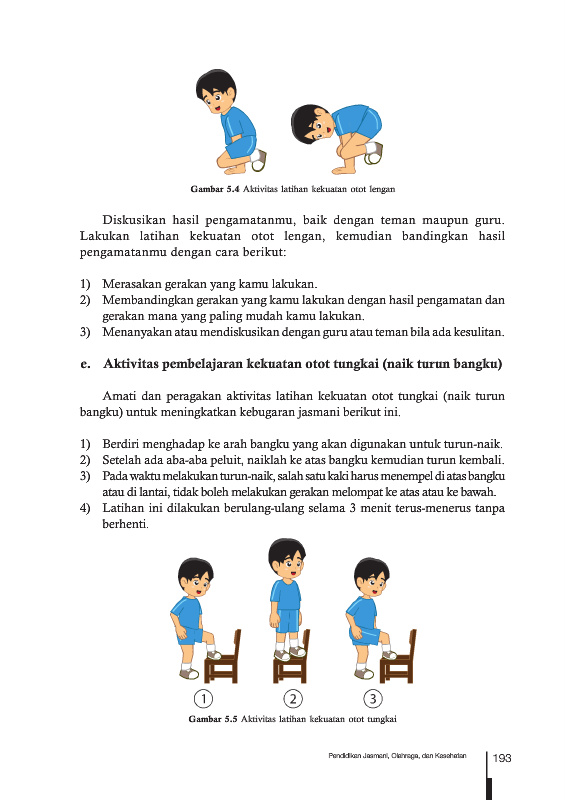 Gambar 5.4 Aktivitas latihan kekuatan otot lengan
Diskusikan hasil pengamatanmu, baik dengan teman maupun guru.
Lakukan latihan kekuatan otot lengan, kemudian bandingkan hasil
pengamatanmu dengan cara berikut:
1) Merasakan gerakan yang kamu lakukan.
2) Membandingkan gerakan yang kamu lakukan dengan hasil pengamatan dan
gerakan mana yang paling mudah kamu lakukan.
3) Menanyakan atau mendiskusikan dengan guru atau teman bila ada kesulitan.
e. Aktivitas pembelajaran kekuatan otot tungkai (naik turun bangku)
Amati dan peragakan aktivitas latihan kekuatan otot tungkai (naik turun
bangku) untuk meningkatkan kebugaran jasmani berikut ini.
1) Berdiri menghadap ke arah bangku yang akan digunakan untuk turun-naik.
2) Setelah ada aba-aba peluit, naiklah ke atas bangku kemudian turun kembali.
3) Pada waktu melakukan turun-naik, salah satu kaki harus menempel di atas bangku
atau di lantai, tidak boleh melakukan gerakan melompat ke atas atau ke bawah.
4) Latihan ini dilakukan berulang-ulang selama 3 menit terus-menerus tanpa
berhenti.
1 2 3
Gambar 5.5 Aktivitas latihan kekuatan otot tungkai
Pendidikan Jasmani, Olahraga, dan Kesehatan 193